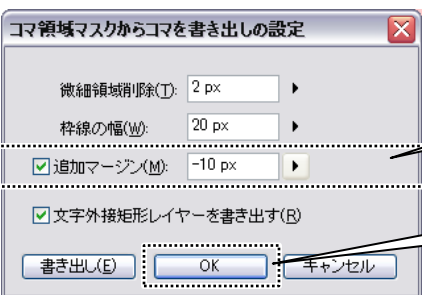 コマ領域マスクからコマを書き出しの設定
微細領域削除(T): 2 px
枠線の幅(W): 20 px
追加マージン(M): -10 px
文字外接矩形レイヤーを書き出す(R)
書き出し(E) OK キャンセル